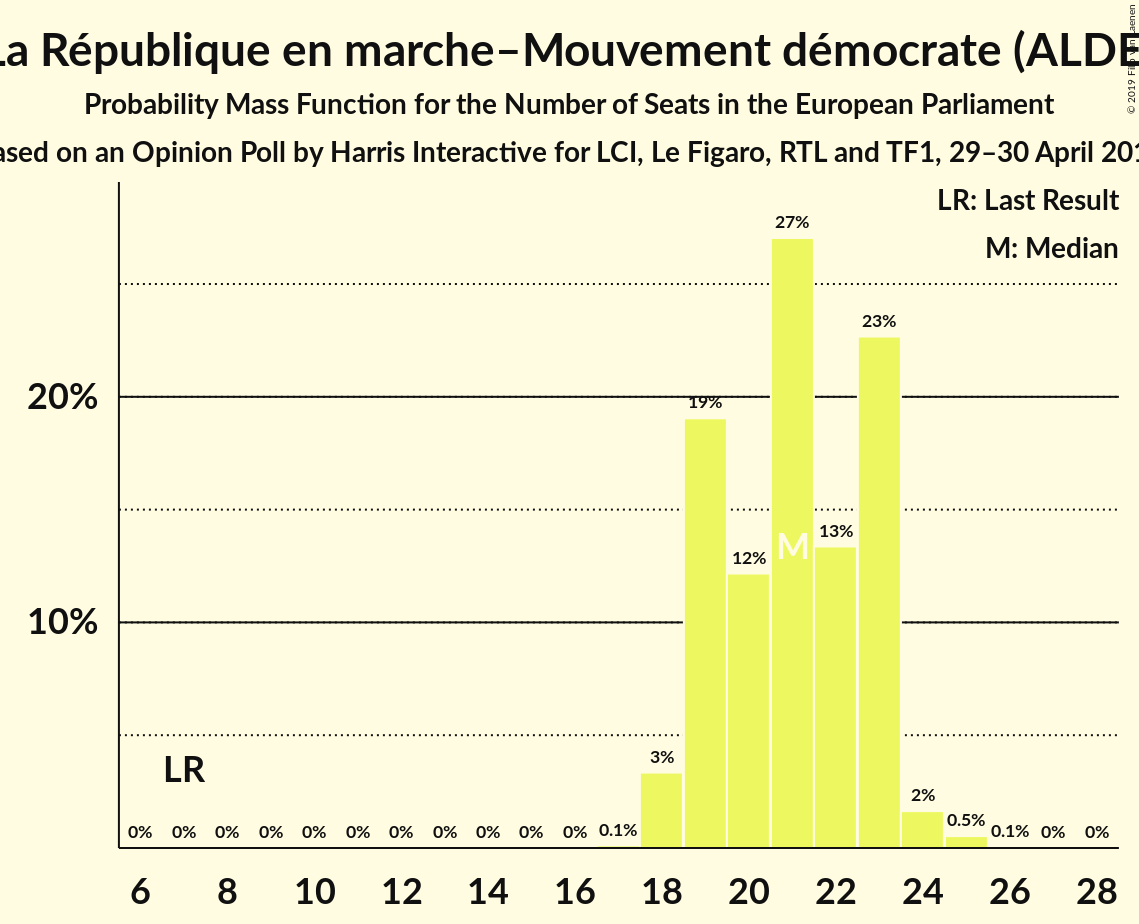 La République en marche–Mouvement démocrate (ALDE
Probability Mass Function for the Number of Seats in the European Parliament
ased on an Opinion Poll by Harris Interactive for LCI, Le Figaro, RTL and TF1, 29–30 April 201
© 2019
LR: Last Result
M: Median
27%
23%
20%
19%
13%
12%
M
10%
LR
3%
2%
0% 0% 0% 0% 0% 0% 0% 0% 0% 0% 0% 0.1% 0.5% 0.1% 0% 0%
6 8 10 12 14 16 18 20 22 24 26 28